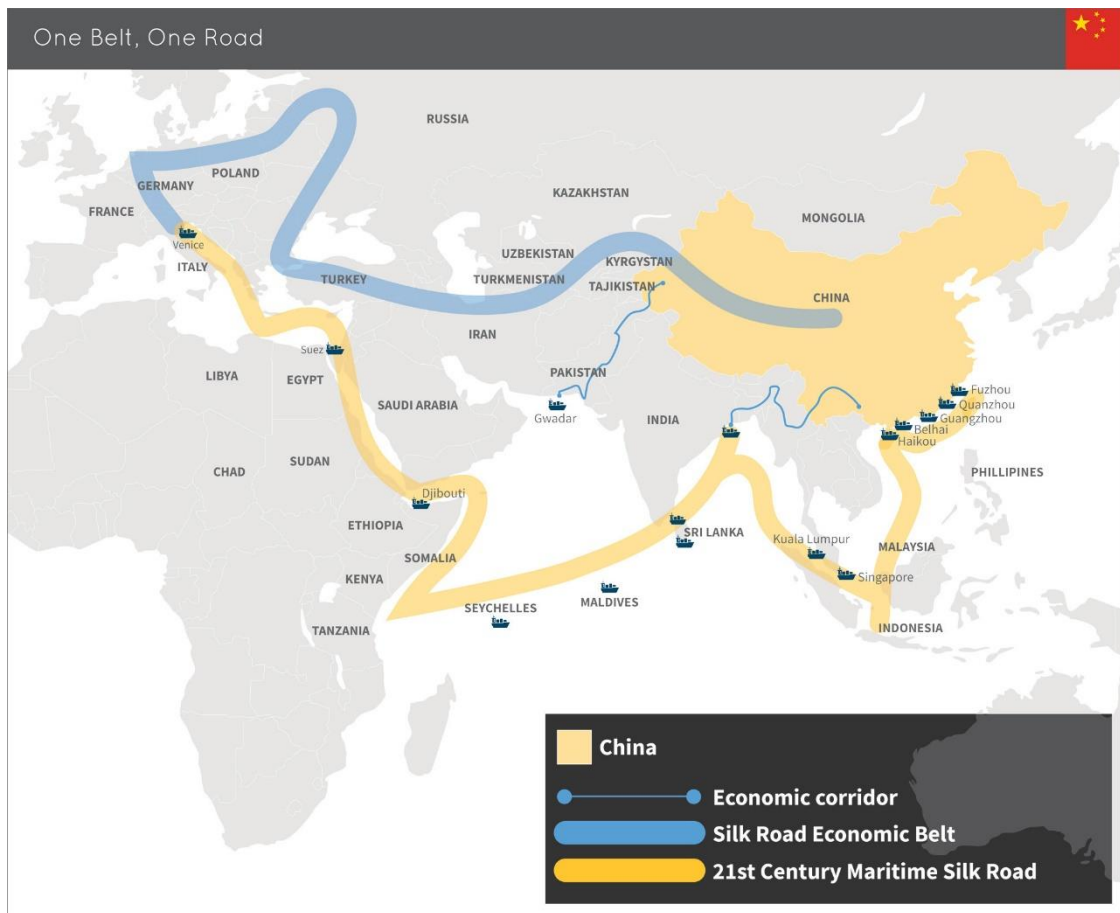 One Belt, One Road
RUSSIA
POLAND
GERMANY
FRANCE
KAZAKHSTAN
MONGOLIA
Venice
ITALY
UZBEKISTAN
KYRGYSTAN
TURKEY
TURKMENISTAN
TAJIKISTAN
CHINA
IRAN
Suez
LIBYA
EGYPT
PAKISTAN
SAUDI ARABIA
Gwadar
INDIA
Fuzhou
Quanzhou
Guangzhou
Belhai
Haikou
CHAD
SUDAN
PHILLIPINES
Djibouti
ETHIOPIA
SOMALIA
SRI LANKA
Kuala Lumpur
MALAYSIA
KENYA
Singapore
SEYCHELLES
MALDIVES
TANZANIA
INDONESIA
China
Economic corridor
Silk Road Economic Belt
21st Century Maritime Silk Road